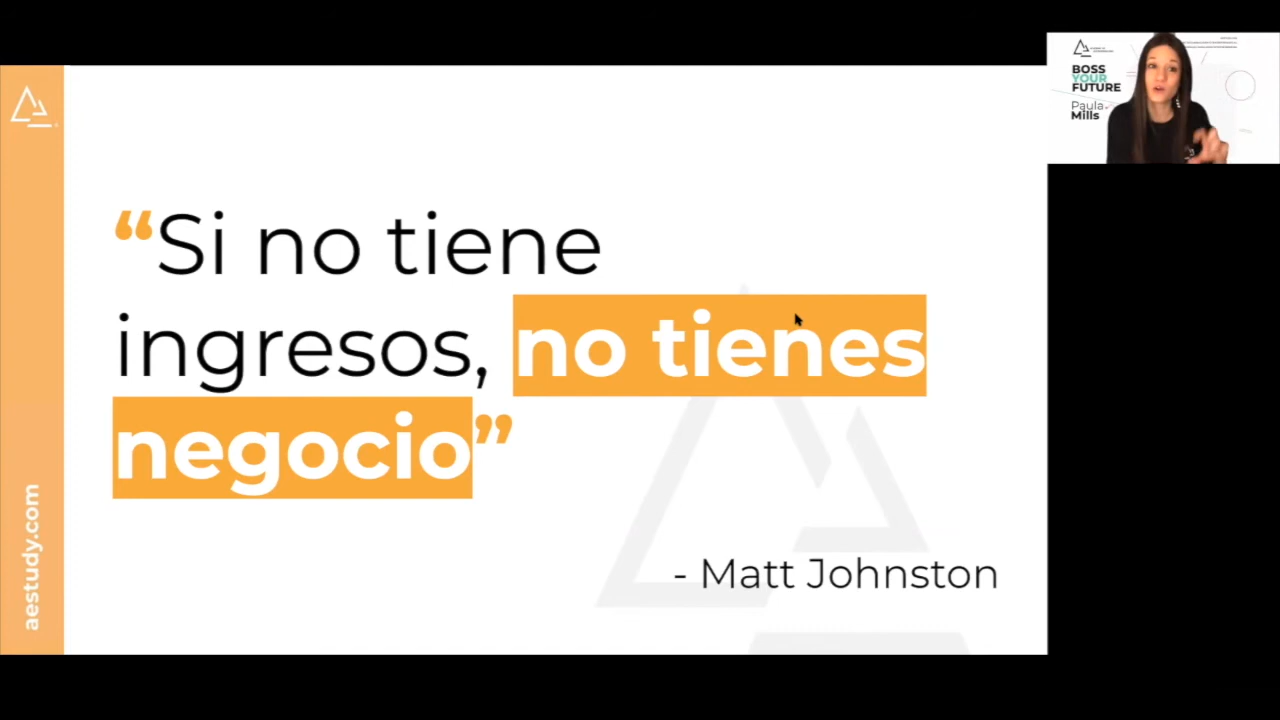 “Si no tiene
ingresos, no tienes
negocio”
- Matt Johnston
aestudy.com
BOSS
YOUR
FUTURE
Paula
Mills